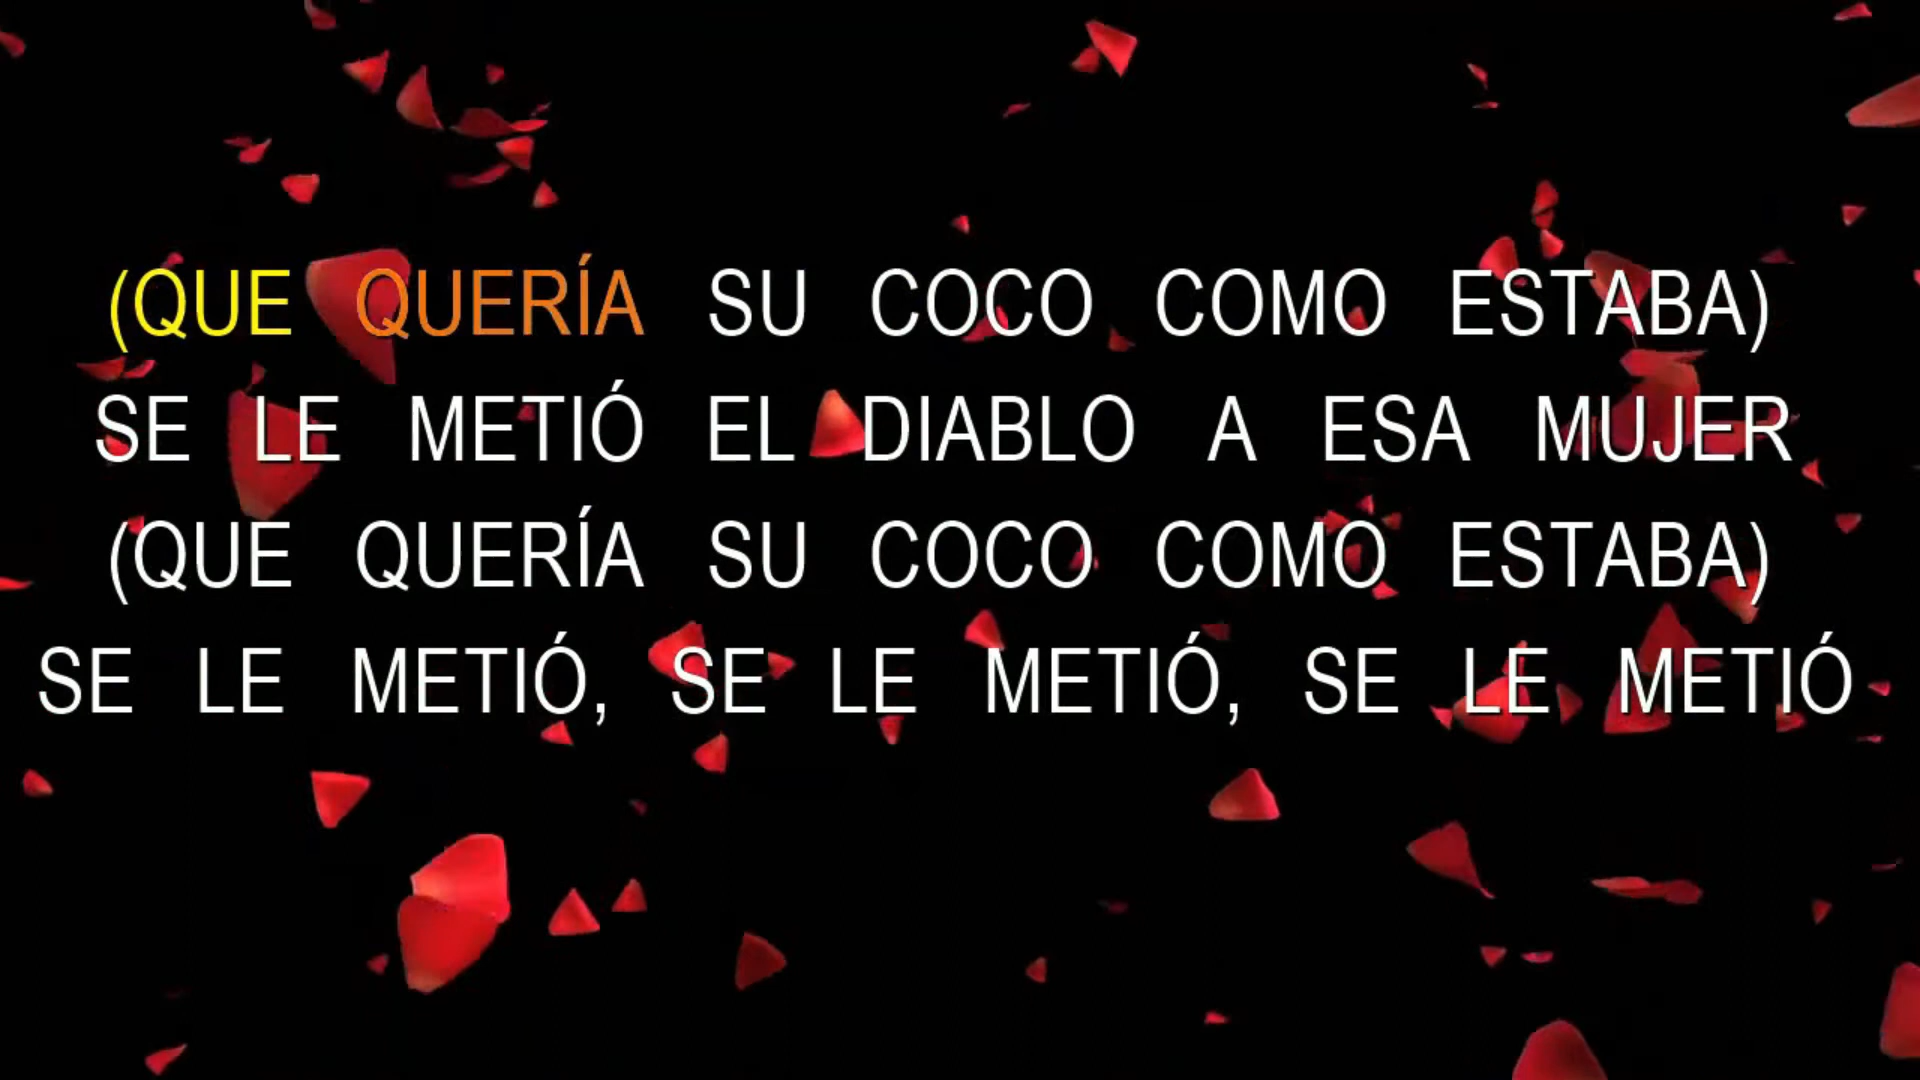 (QUE QUERÍA SU COCO COMO ESTABA)
SE LE METIÓ EL DIABLO A ESA MUJER
(QUE QUERÍA SU COCO COMO ESTABA)
SE LE METIÓ, SE LE METIÓ, SE LE METIÓ